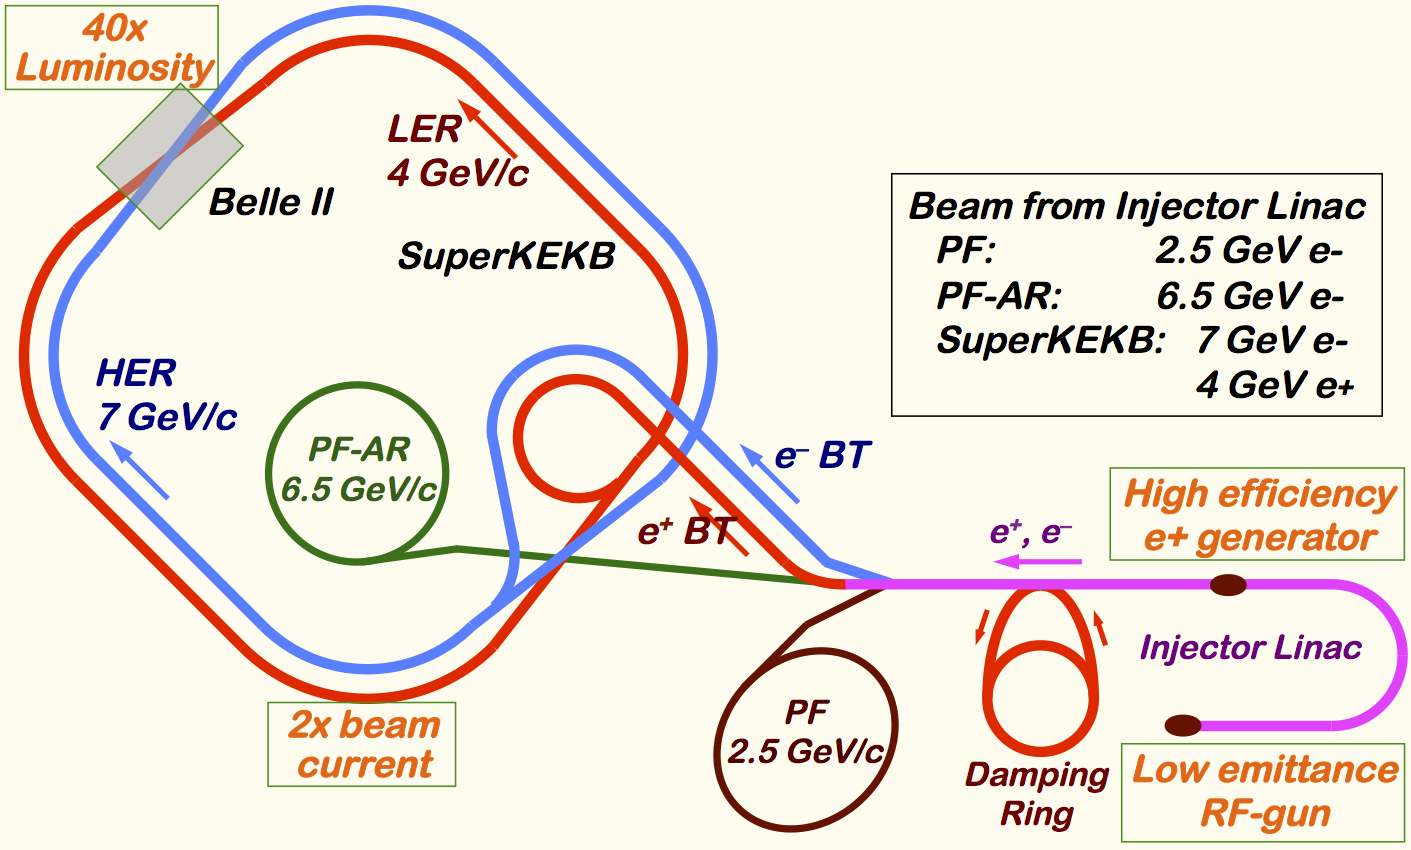 40x
Luminosity
LER
4 GeV/c
Belle II
SuperKEKB
Beam from Injector Linac
PF: 2.5 GeV e-
PF-AR: 6.5 GeV e-
SuperKEKB: 7 GeV e-
4 GeV e+
HER
7 GeV/c
PF-AR
6.5 GeV/c
e− BT
e+ BT
e+, e−
High efficiency
e+ generator
Injector Linac
PF
2.5 GeV/c
2x beam
current
Damping
Ring
Low emittance
RF-gun